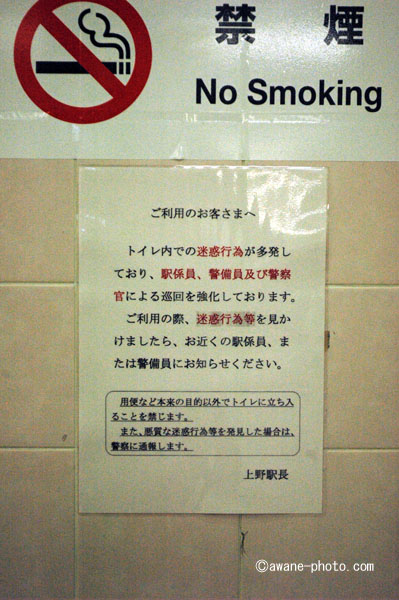 禁煙
No Smoking
ご利用のお客さまへ
トイレ内での迷惑行為が多発し
ており、駅係員、警備員及び警察
官による巡回を強化しております。
ご利用の際、迷惑行為等を見か
けましたら、お近くの駅係員、ま
たは警備員にお知らせください。
用便など本来の目的以外でトイレに立ち入
ることを禁じます。
また、悪質な迷惑行為等を発見した場合は、
警察に通報します。
上野駅長
©awane-photo.com